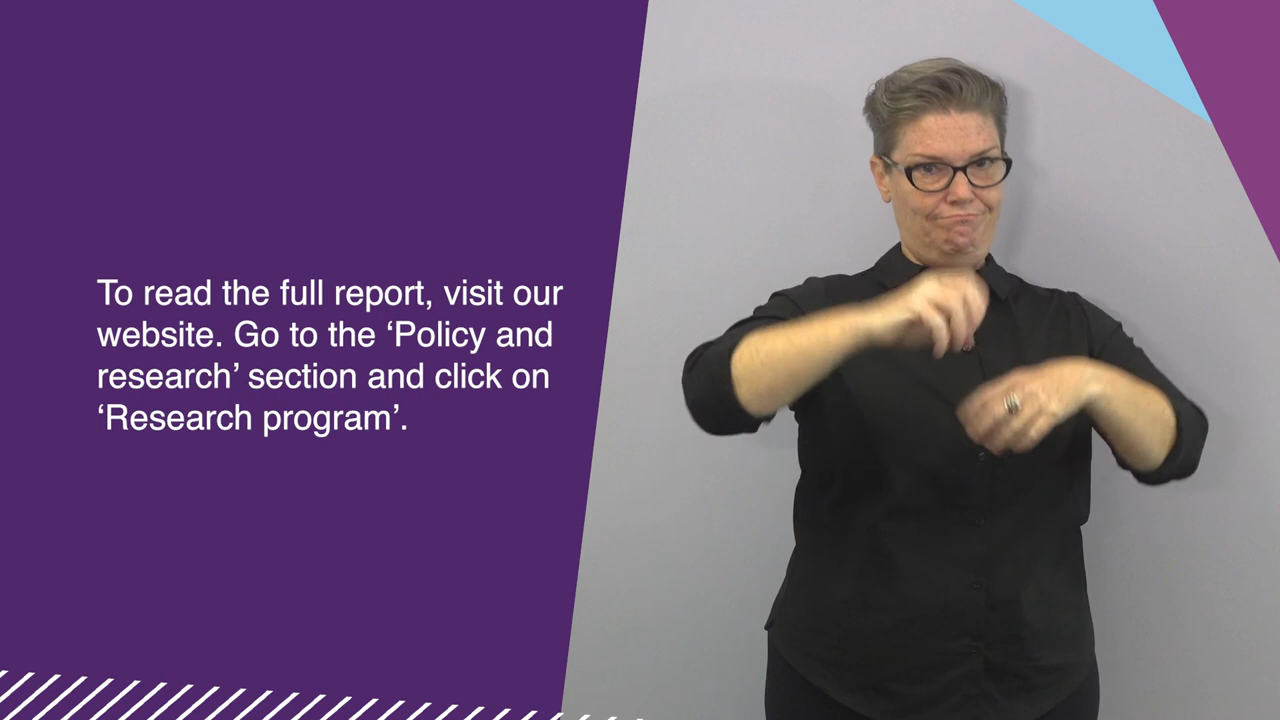 To read the full report, visit our
website. Go to the ‘Policy and
research’ section and click on
‘Research program’.